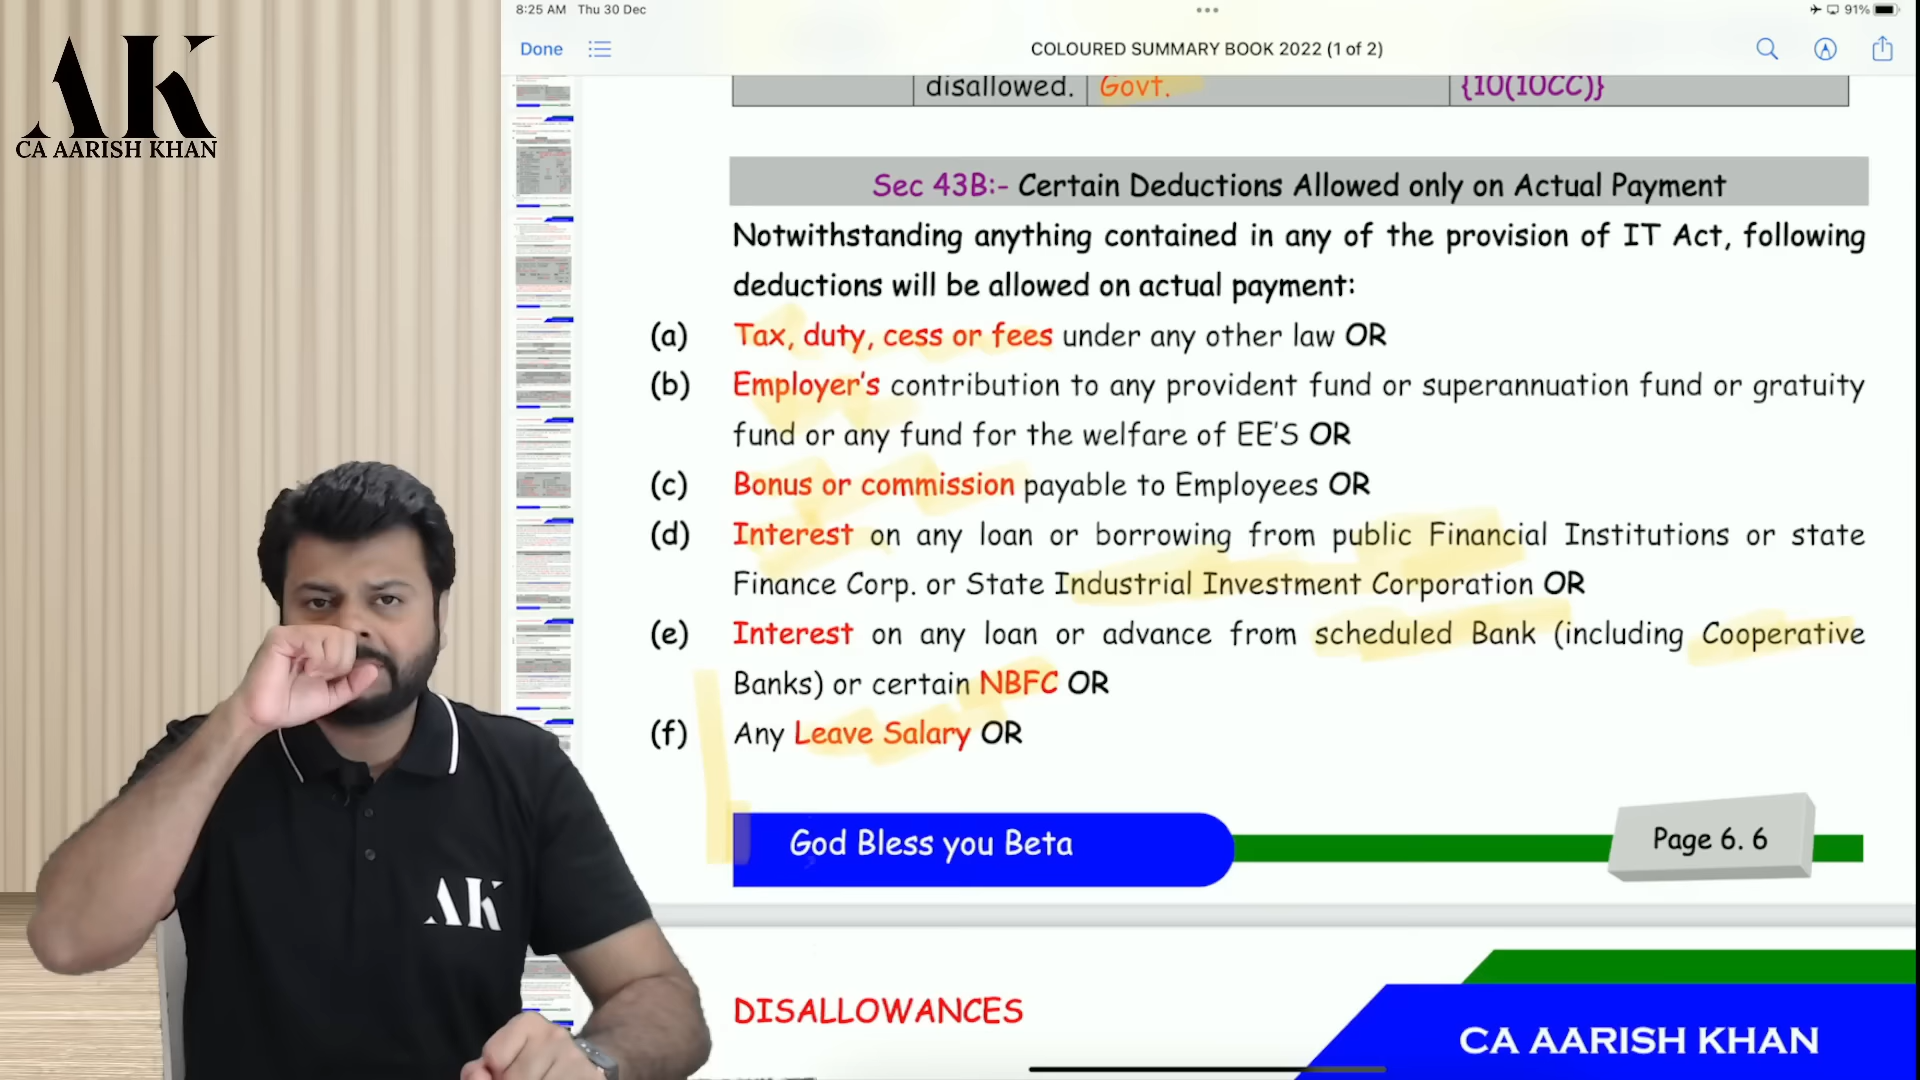 AK
CA AARISH KHAN
8:25 AM Thu 30 Dec
91%
Done
COLOURED SUMMARY BOOK 2022 (1 of 2)
disallowed. Govt. {10(10CC)}
Sec 43B:- Certain Deductions Allowed only on Actual Payment
Notwithstanding anything contained in any of the provision of IT Act, following
deductions will be allowed on actual payment:
(a) Tax, duty, cess or fees under any other law OR
(b) Employer's contribution to any provident fund or superannuation fund or gratuity
fund or any fund for the welfare of EE'S OR
(c) Bonus or commission payable to Employees OR
(d) Interest on any loan or borrowing from public Financial Institutions or state
Finance Corp. or State Industrial Investment Corporation OR
(e) Interest on any loan or advance from scheduled Bank (including Cooperative
Banks) or certain NBFC OR
(f) Any Leave Salary OR
God Bless you Beta
Page 6. 6
AK
DISALLOWANCES
CA AARISH KHAN